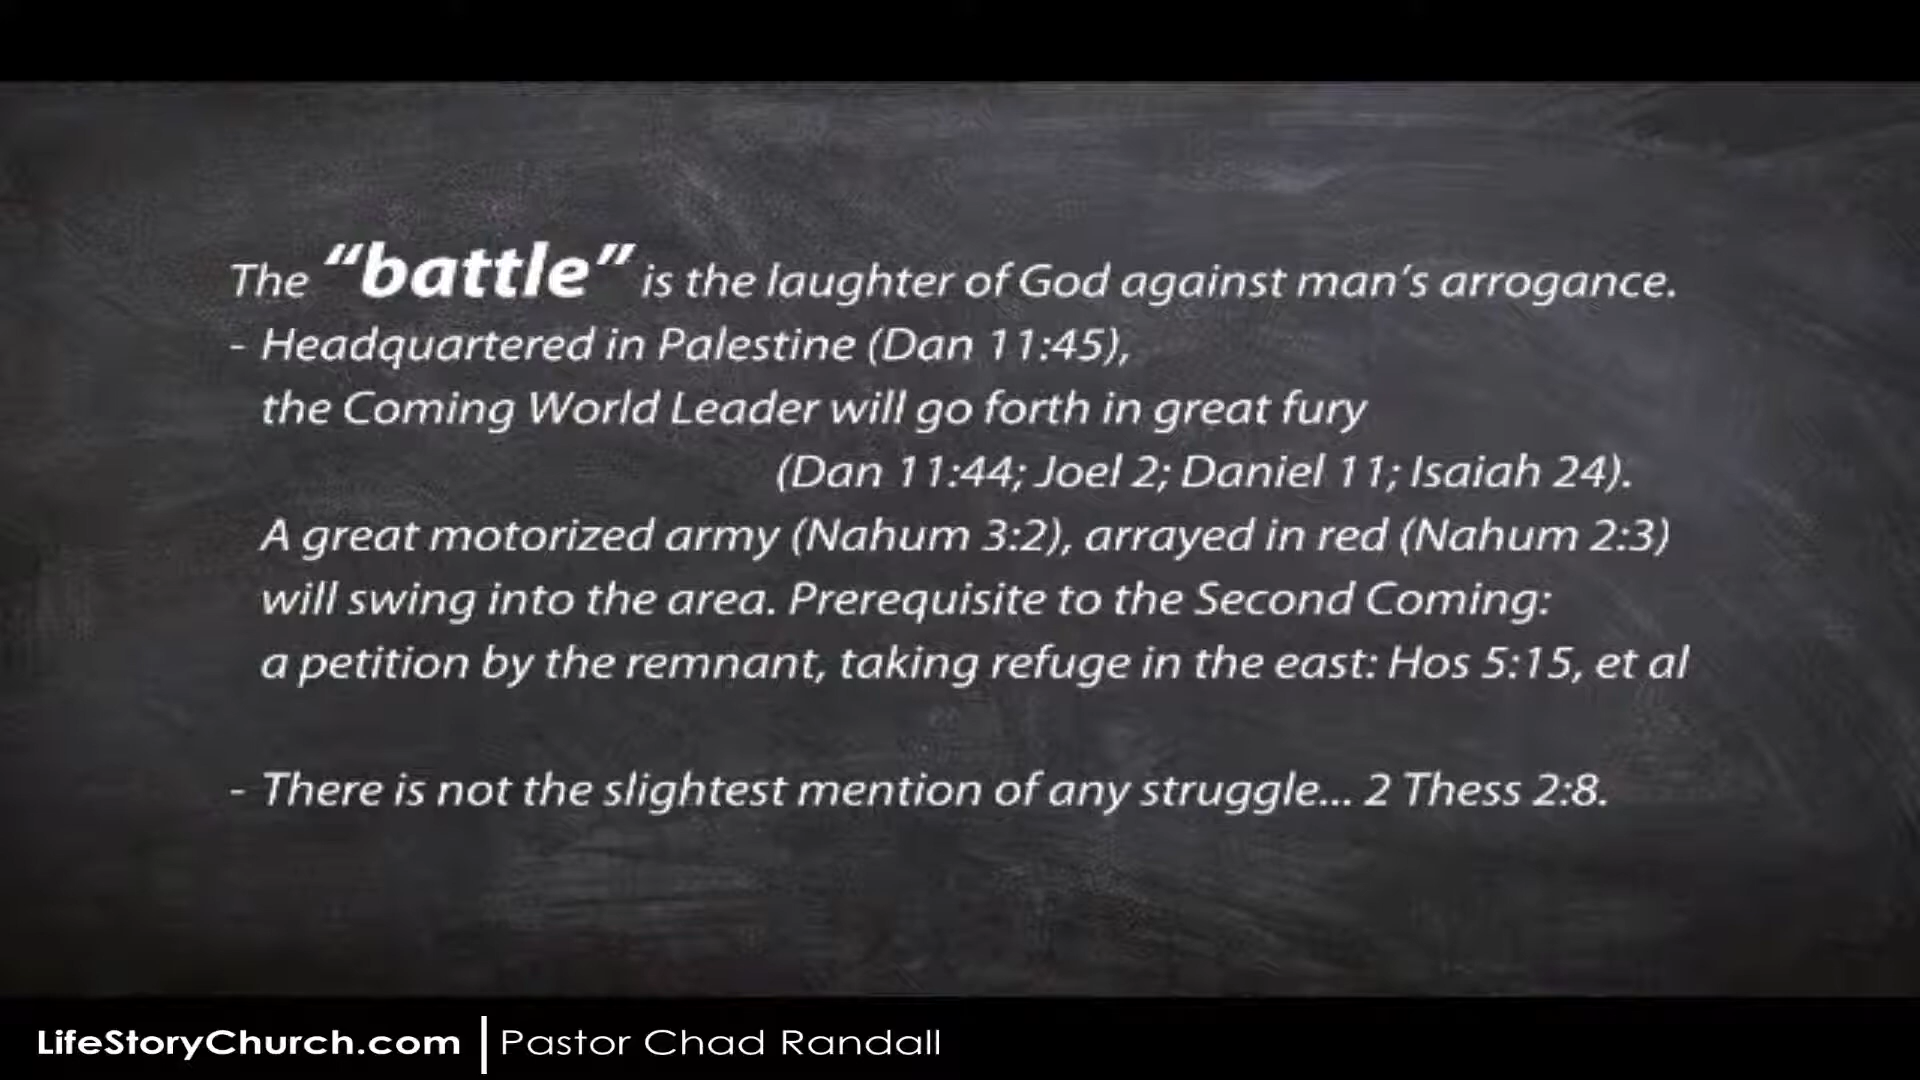 The “battle” is the laughter of God against man’s arrogance.
- Headquartered in Palestine (Dan 11:45),
the Coming World Leader will go forth in great fury
(Dan 11:44; Joel 2; Daniel 11; Isaiah 24).
A great motorized army (Nahum 3:2), arrayed in red (Nahum 2:3)
will swing into the area. Prerequisite to the Second Coming:
a petition by the remnant, taking refuge in the east: Hos 5:15, et al
- There is not the slightest mention of any struggle... 2 Thess 2:8.
LifeStoryChurch.com | Pastor Chad Randall